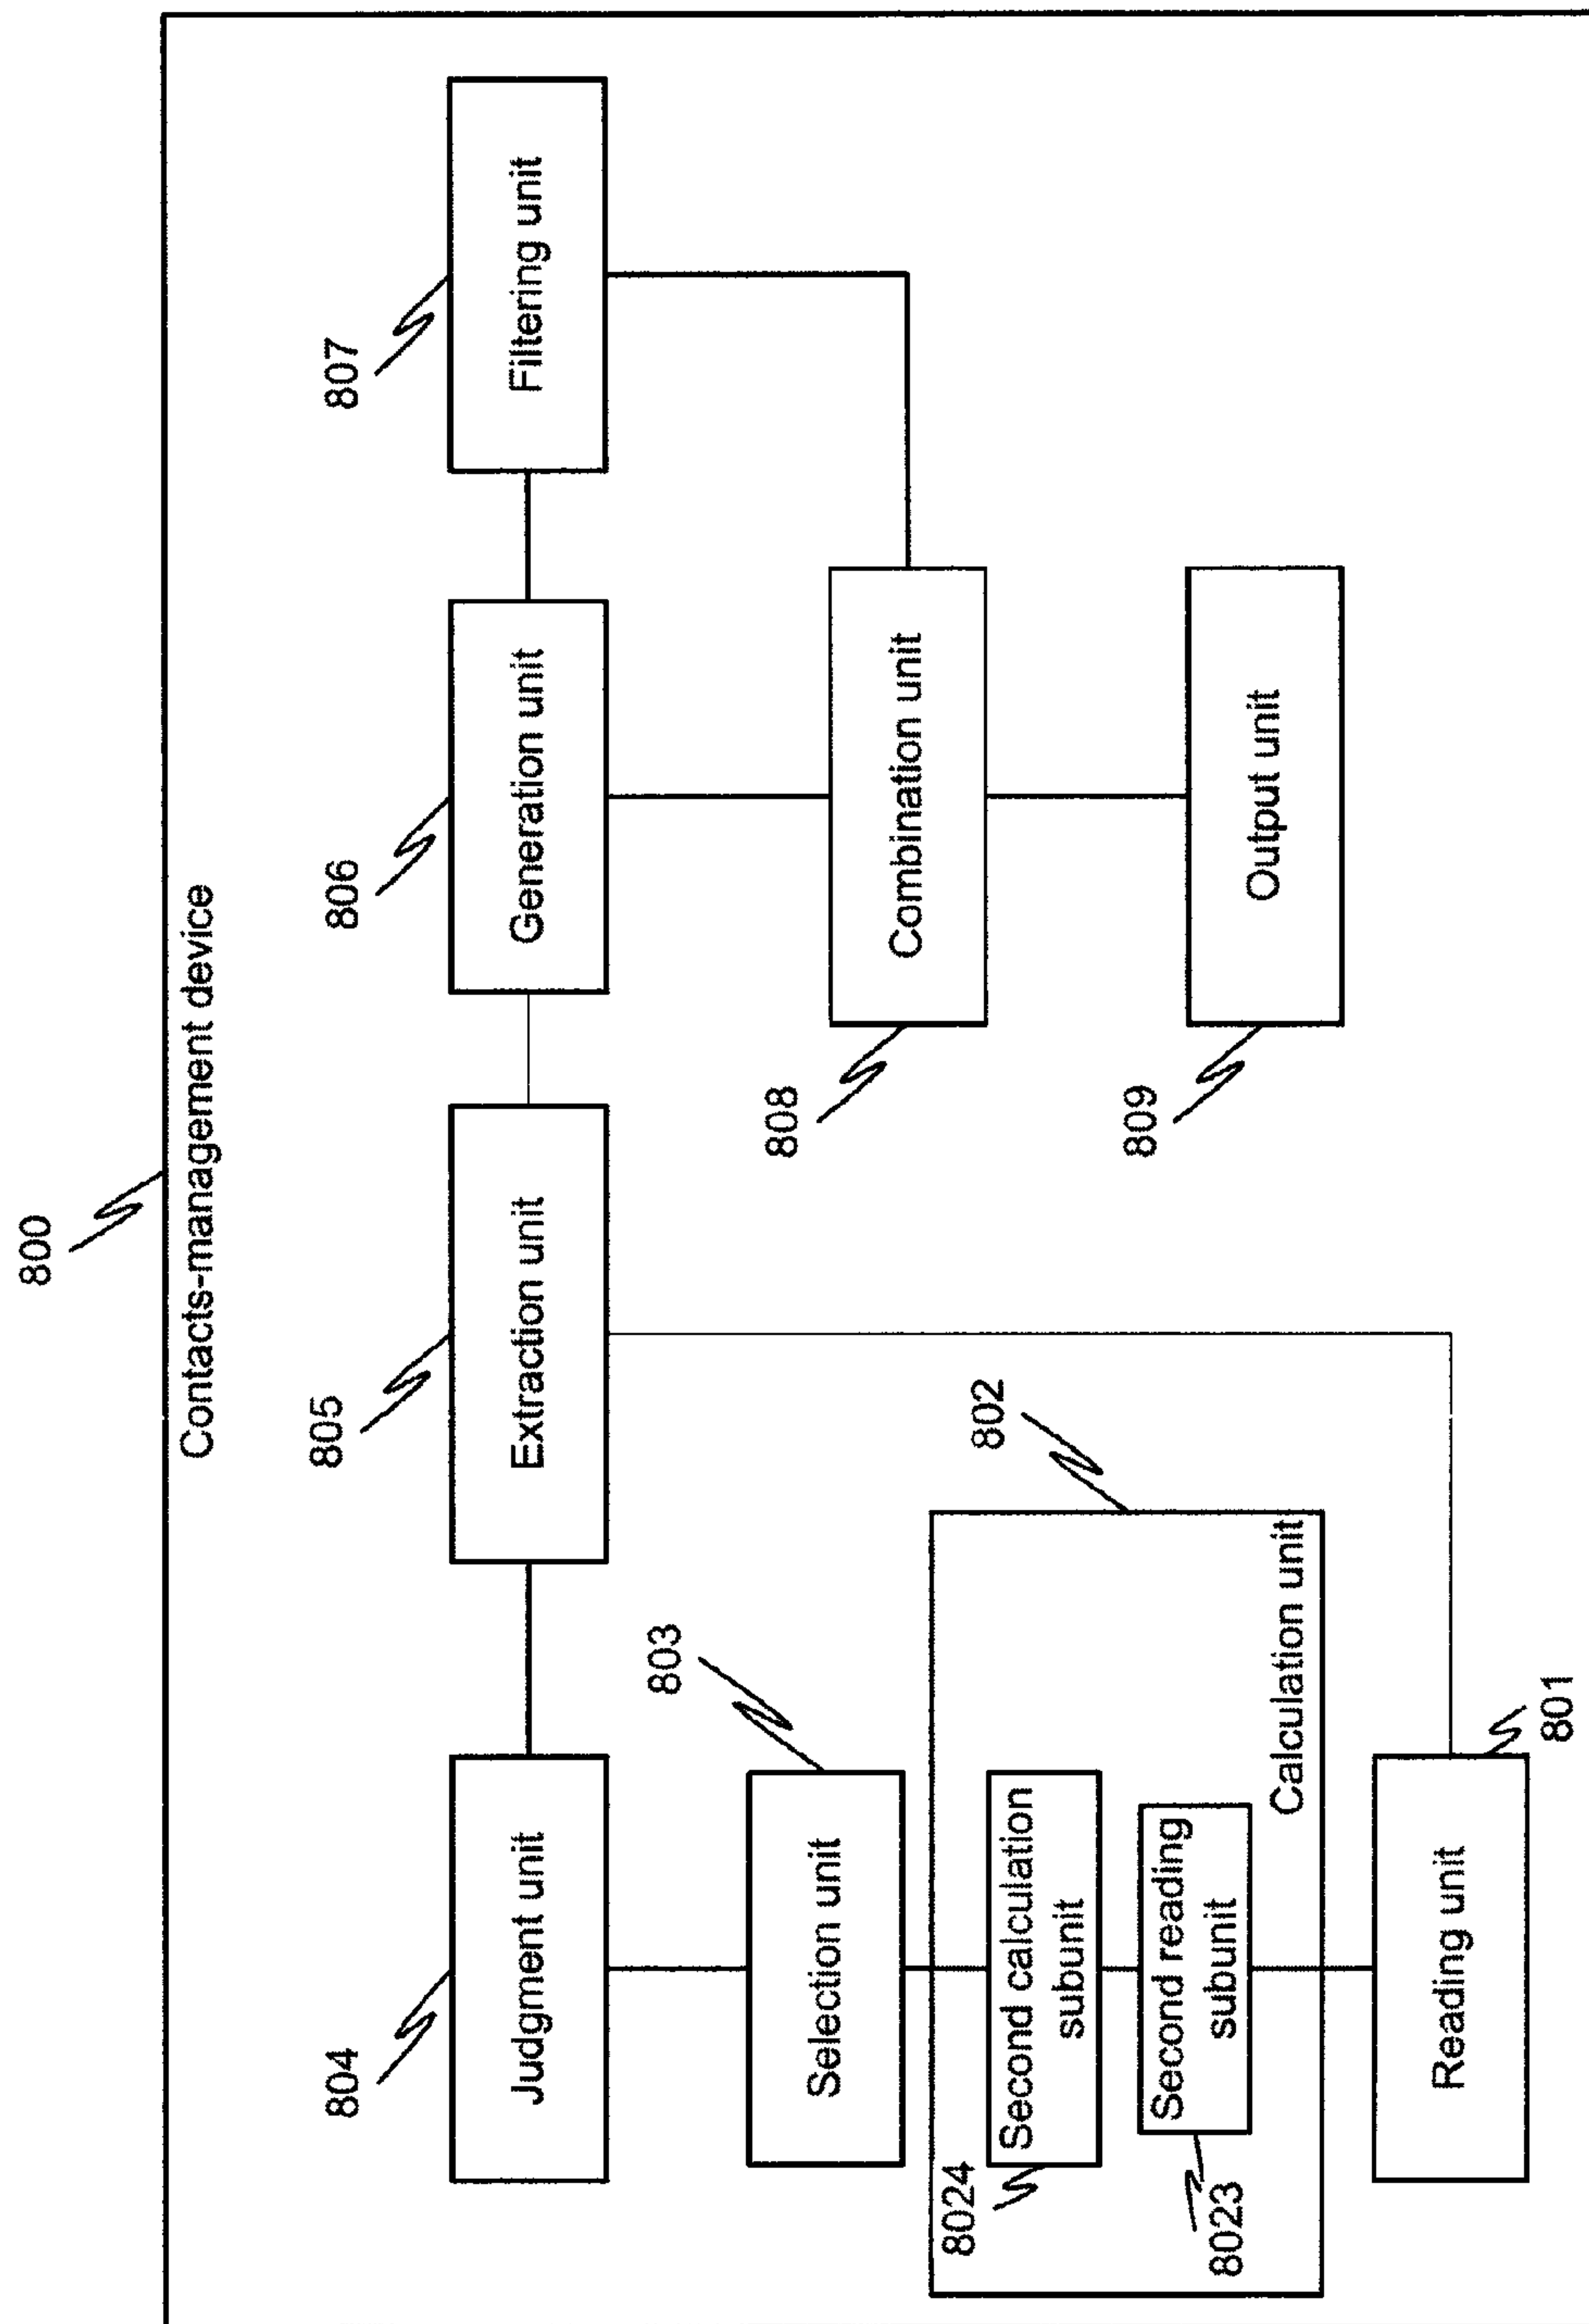 800
Contacts-management device
804
805
806
807
Judgment unit
Extraction unit
Generation unit
Filtering unit
803
Selection unit
808
Combination unit
802
8024
Second calculation
subunit
8023
Second reading
subunit
Calculation unit
809
Output unit
Reading unit
801